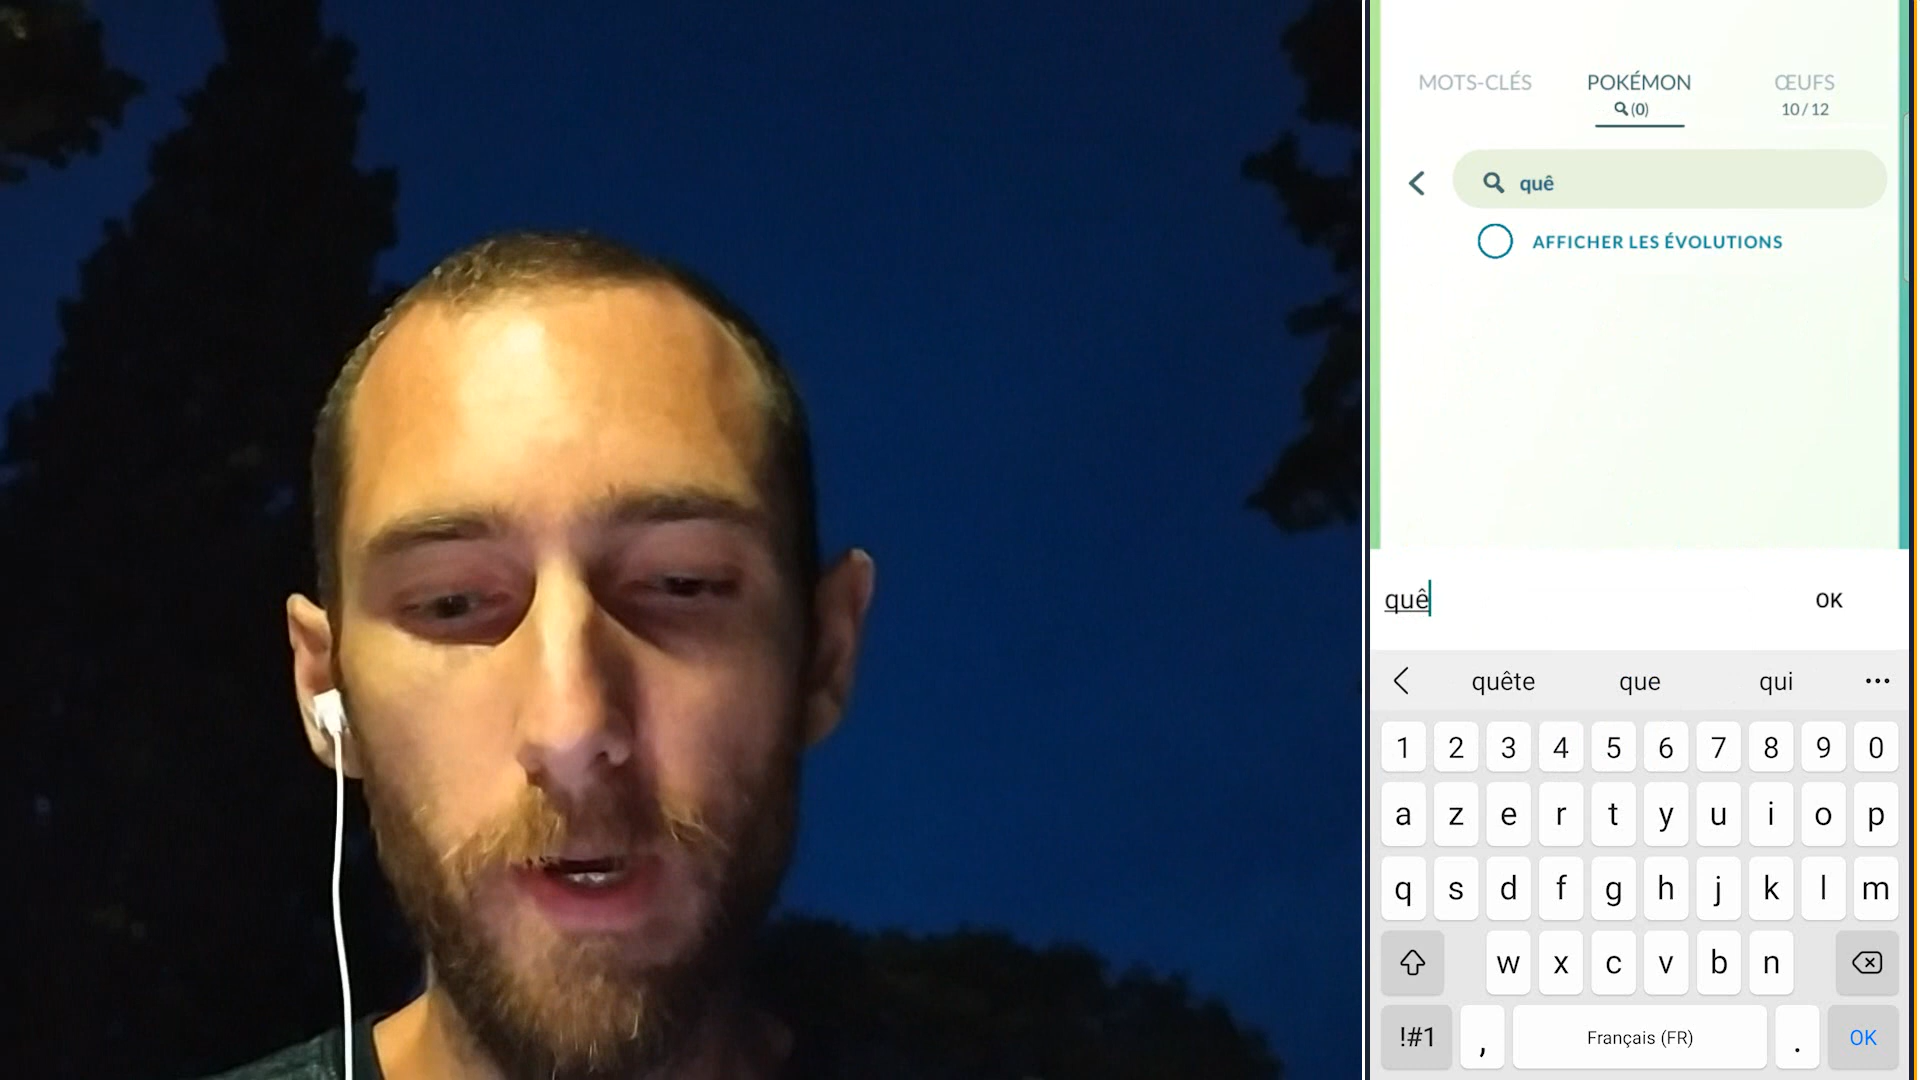 MOTS-CLÉS POKÉMON ŒUFS
(0) 10/12
quê
AFFICHER LES ÉVOLUTIONS
quê OK
quête que qui ...
1 2 3 4 5 6 7 8 9 0
a z e r t y u i o p
q s d f g h j k l m
w x c v b n
!#1 , Français (FR) . OK